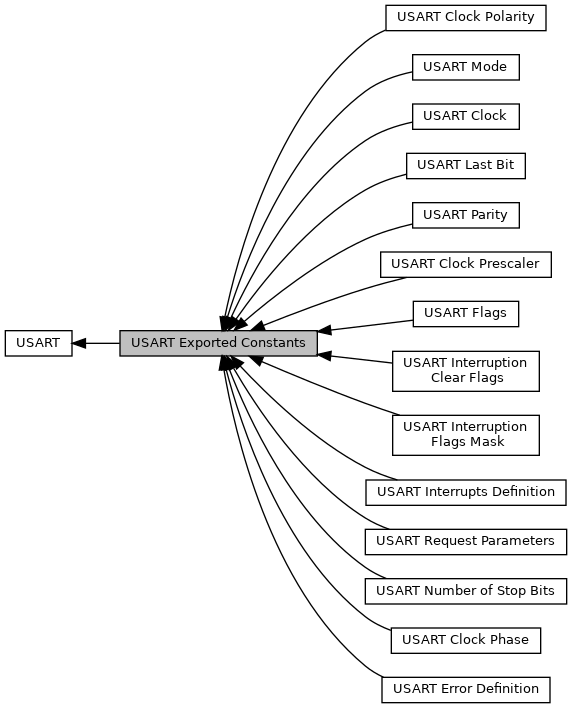 USART Clock Polarity
USART Mode
USART Clock
USART Last Bit
USART Parity
USART Clock Prescaler
USART Flags
USART
USART Exported Constants
USART Interruption
Clear Flags
USART Interruption
Flags Mask
USART Interrupts Definition
USART Request Parameters
USART Number of Stop Bits
USART Clock Phase
USART Error Definition